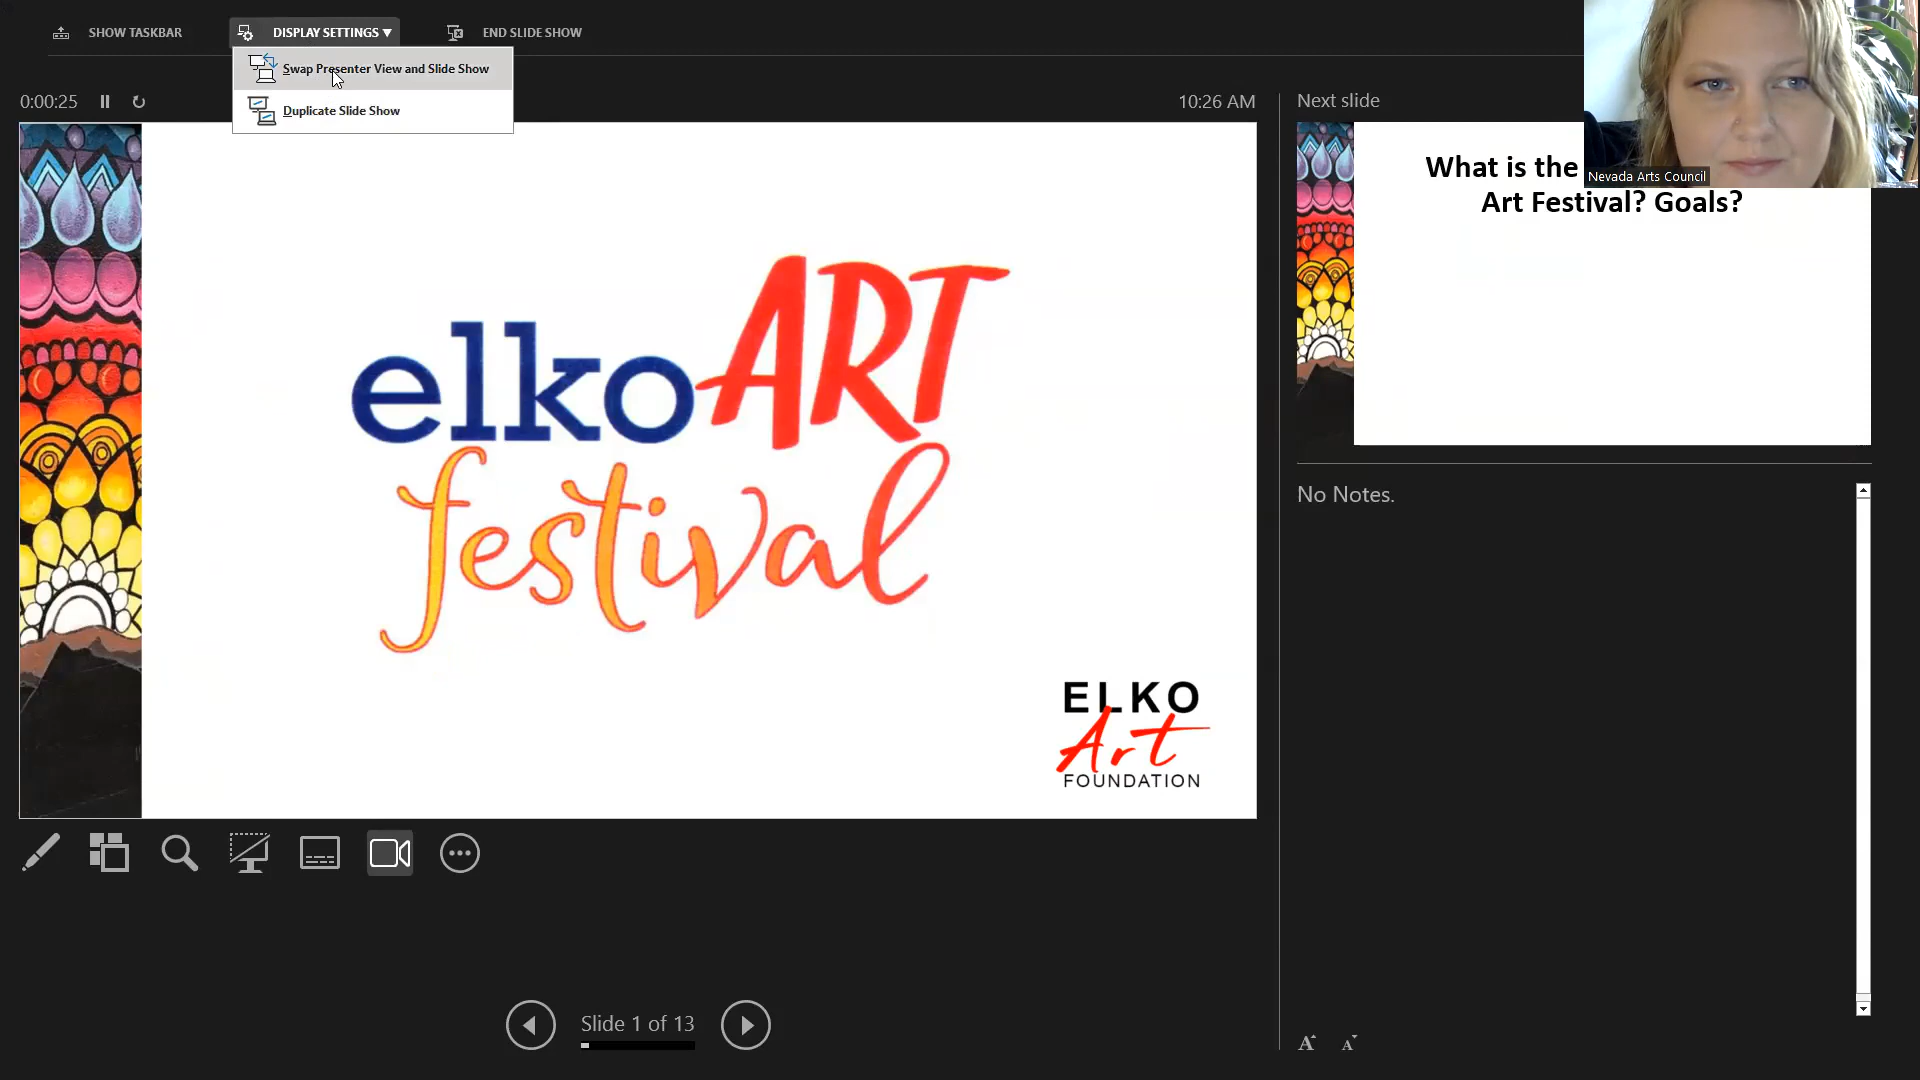 SHOW TASKBAR
DISPLAY SETTINGS ▼
END SLIDE SHOW
Swap Presenter View and Slide Show
Duplicate Slide Show
0:00:25
10:26 AM
Next slide
Nevada Arts Council
What is the
Art Festival? Goals?
elko ART
festival
ELKO
Art
FOUNDATION
No Notes.
Slide 1 of 13
A A